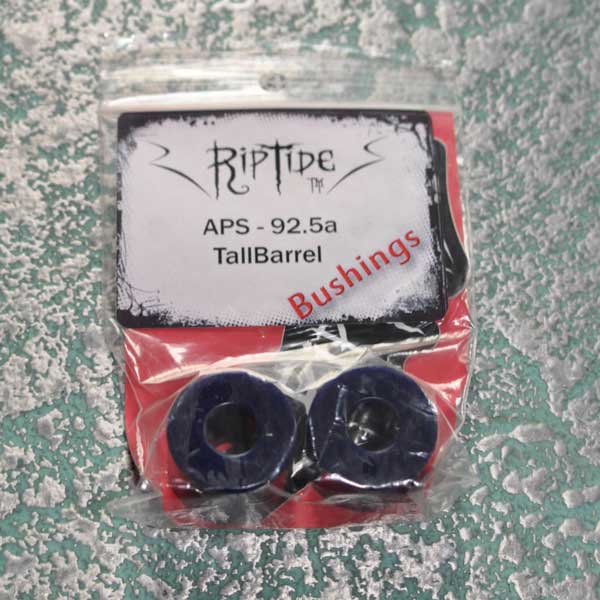 RipTide TM
APS - 92.5a
TallBarrel
Bushings